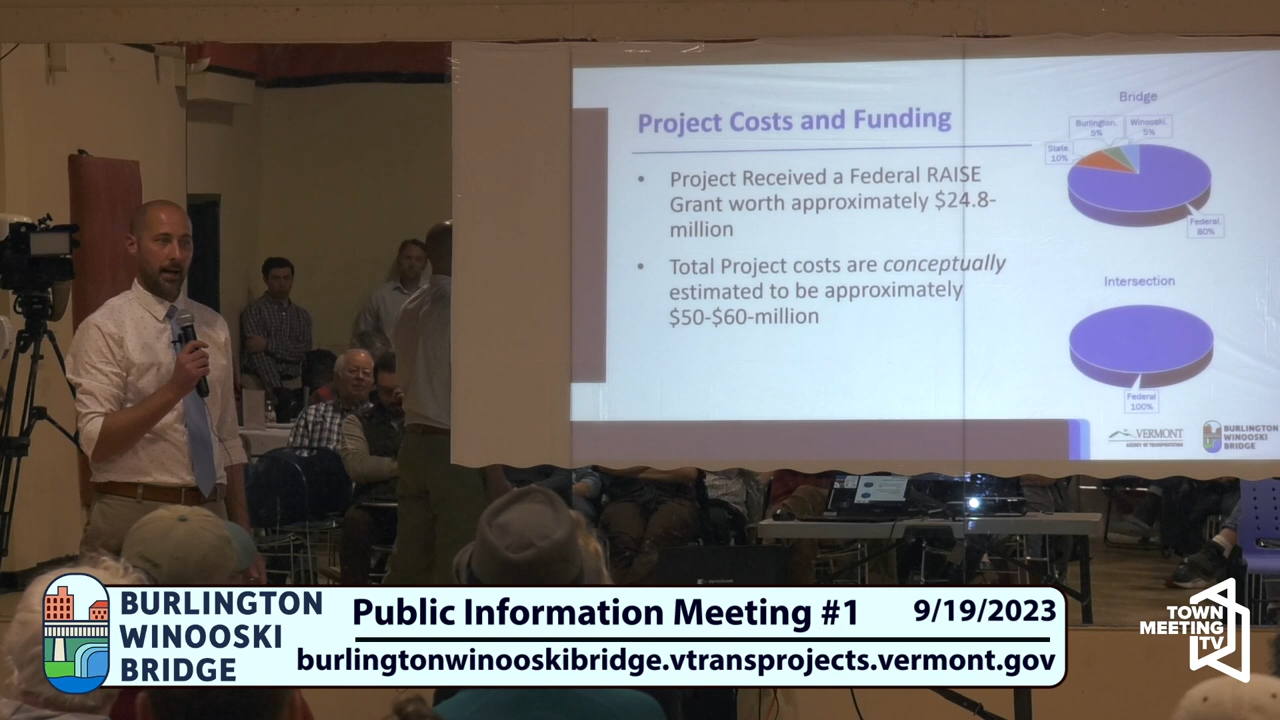 Project Costs and Funding
• Project Received a Federal RAISE
Grant worth approximately $24.8-
million
• Total Project costs are conceptually
estimated to be approximately
$50-$60-million
Bridge
Burlington,
5%
Winooski,
5%
State,
10%
Federal,
80%
Intersection
Federal
100%
VERMONT
AGENCY OF TRANSPORTATION
BURLINGTON
WINOOSKI
BRIDGE
BURLINGTON
WINOOSKI
BRIDGE
Public Information Meeting #1
9/19/2023
burlingtonwinooskibridge.vtransprojects.vermont.gov
TOWN
MEETING
TV